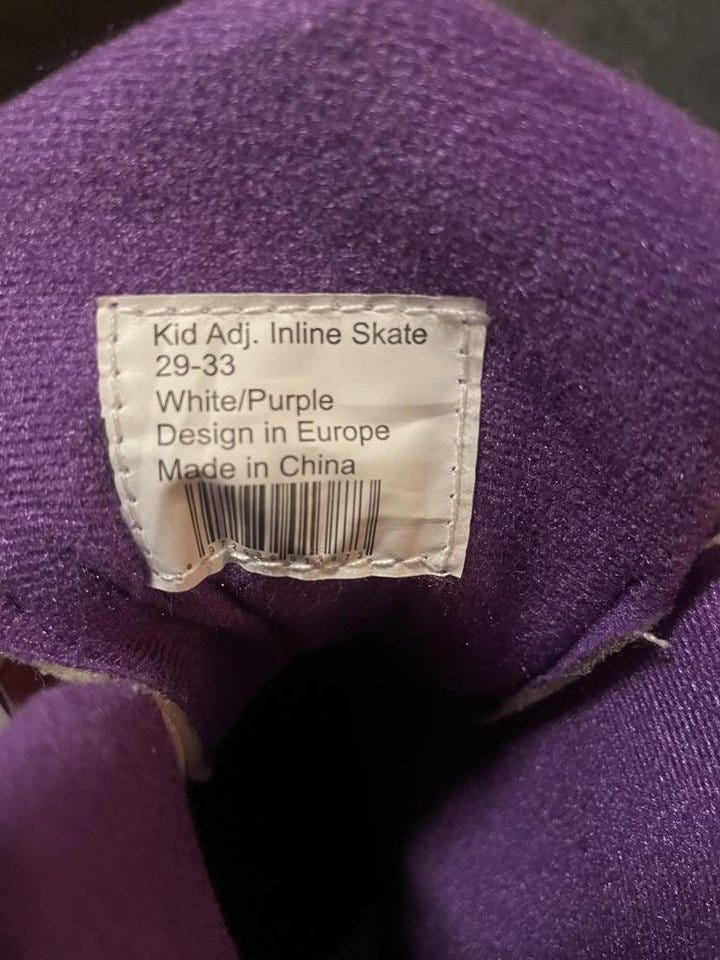 Kid Adj. Inline Skate
29-33
White/Purple
Design in Europe
Made in China